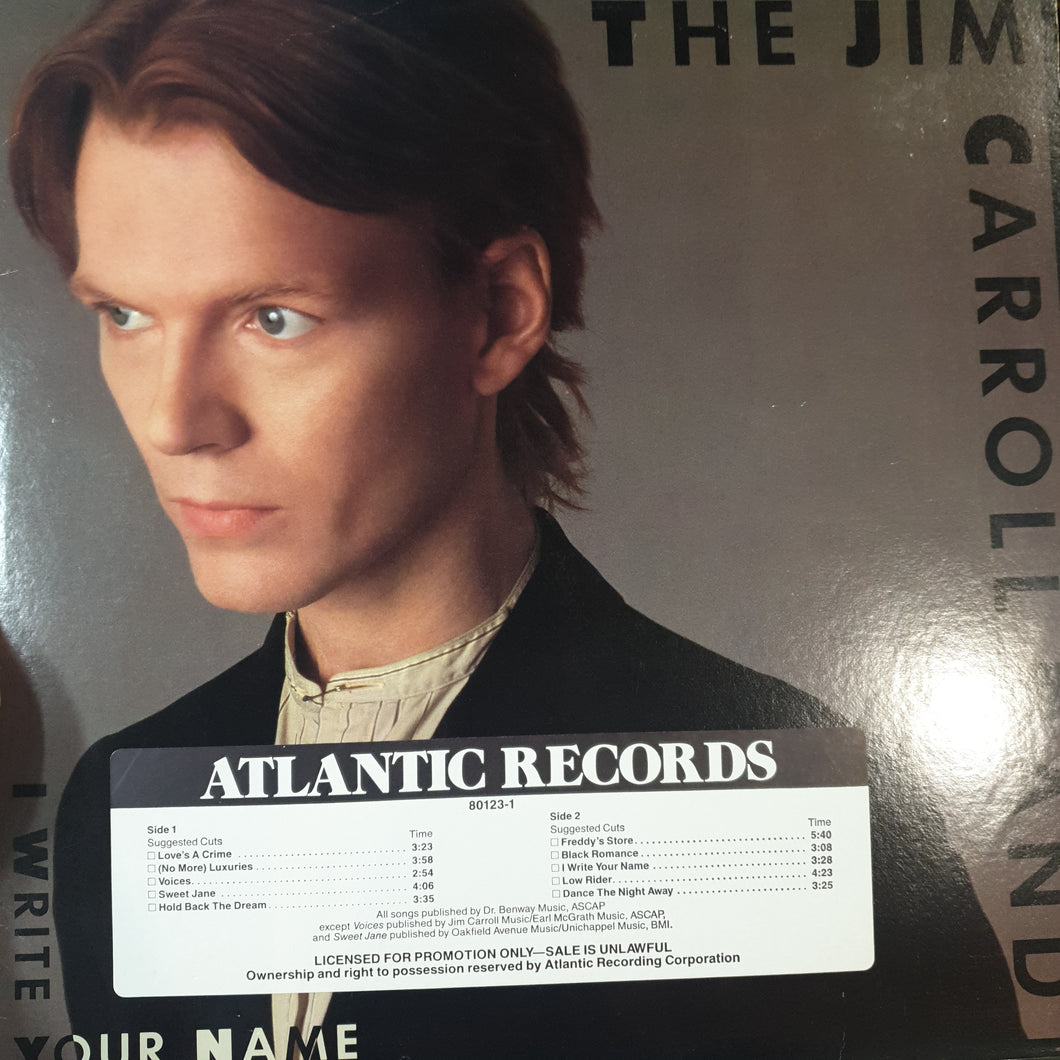 THE JIM
CARROLL
BAND
I WRITE
YOUR NAME
ATLANTIC RECORDS
80123-1
Side 1
Suggested Cuts Time
☐ Love's A Crime 3:23
☐ (No More) Luxuries 3:58
☐ Voices 2:54
☐ Sweet Jane 4:06
☐ Hold Back The Dream 3:35
Side 2
Suggested Cuts Time
☐ Freddy's Store 5:40
☐ Black Romance 3:08
☐ I Write Your Name 3:28
☐ Low Rider 4:23
☐ Dance The Night Away 3:25
All songs published by Dr. Benway Music, ASCAP
except Voices published by Jim Carroll Music/Earl McGrath Music, ASCAP,
and Sweet Jane published by Oakfield Avenue Music/Unichappel Music, BMI.
LICENSED FOR PROMOTION ONLY—SALE IS UNLAWFUL
Ownership and right to possession reserved by Atlantic Recording Corporation